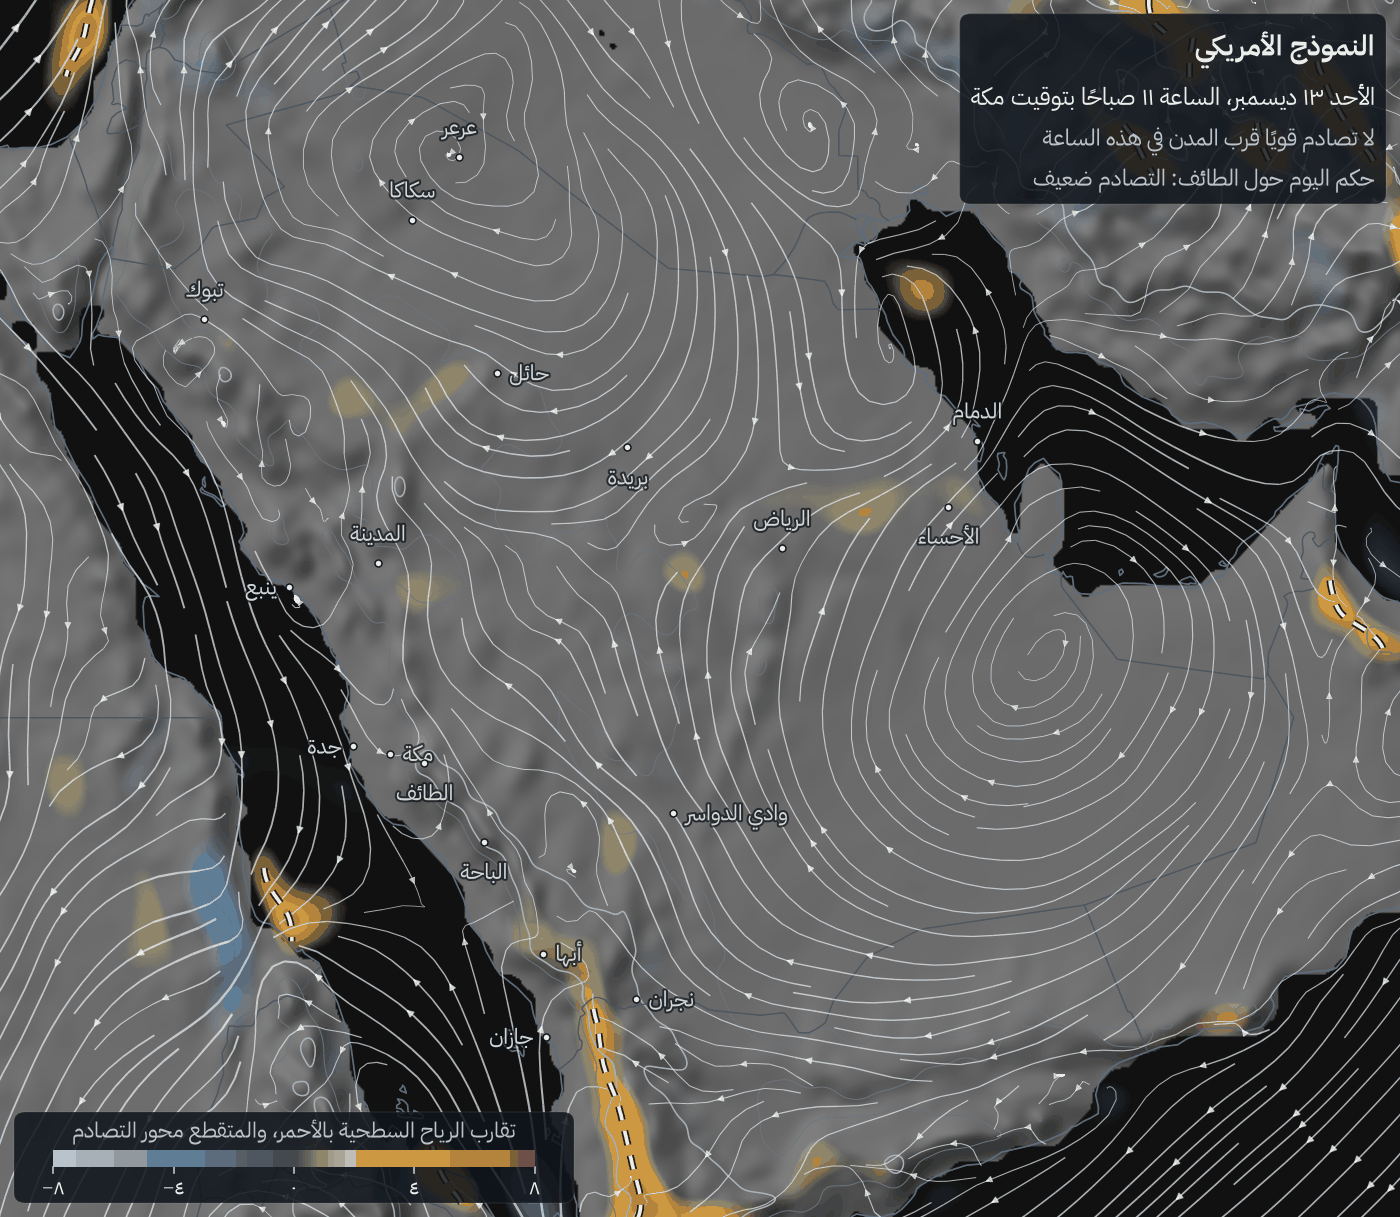 النموذج الأمريكي
الأحد ١٣ ديسمبر، الساعة ١١ صباحًا بتوقيت مكة
لا تصادم قويًا قرب المدن في هذه الساعة
حكم اليوم حول الطائف: التصادم ضعيف
عرعر
سكاكا
تبوك
حائل
الدمام
بريدة
الرياض
المدينة
الأحساء
ينبع
جدة
مكة
الطائف
وادي الدواسر
الباحة
أبها
نجران
جازان
تقارب الرياح السطحية بالأحمر، والمتقطع محور التصادم
−٨ −٤ ٠ ٤ ٨